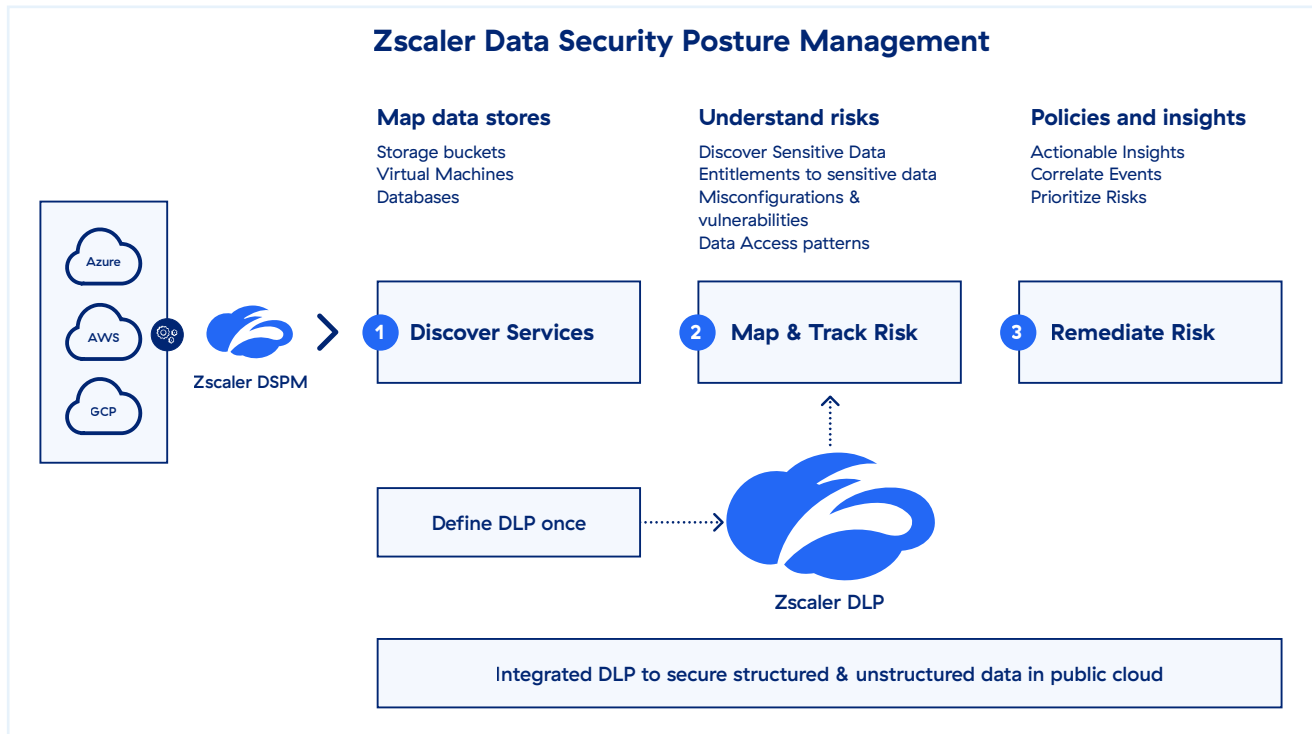 Zscaler Data Security Posture Management
Map data stores
Storage buckets
Virtual Machines
Databases
Understand risks
Discover Sensitive Data
Entitlements to sensitive data
Misconfigurations &
vulnerabilities
Data Access patterns
Policies and insights
Actionable Insights
Correlate Events
Prioritize Risks
Azure
AWS
GCP
Zscaler DSPM
1 Discover Services
2 Map & Track Risk
3 Remediate Risk
Define DLP once
Zscaler DLP
Integrated DLP to secure structured & unstructured data in public cloud